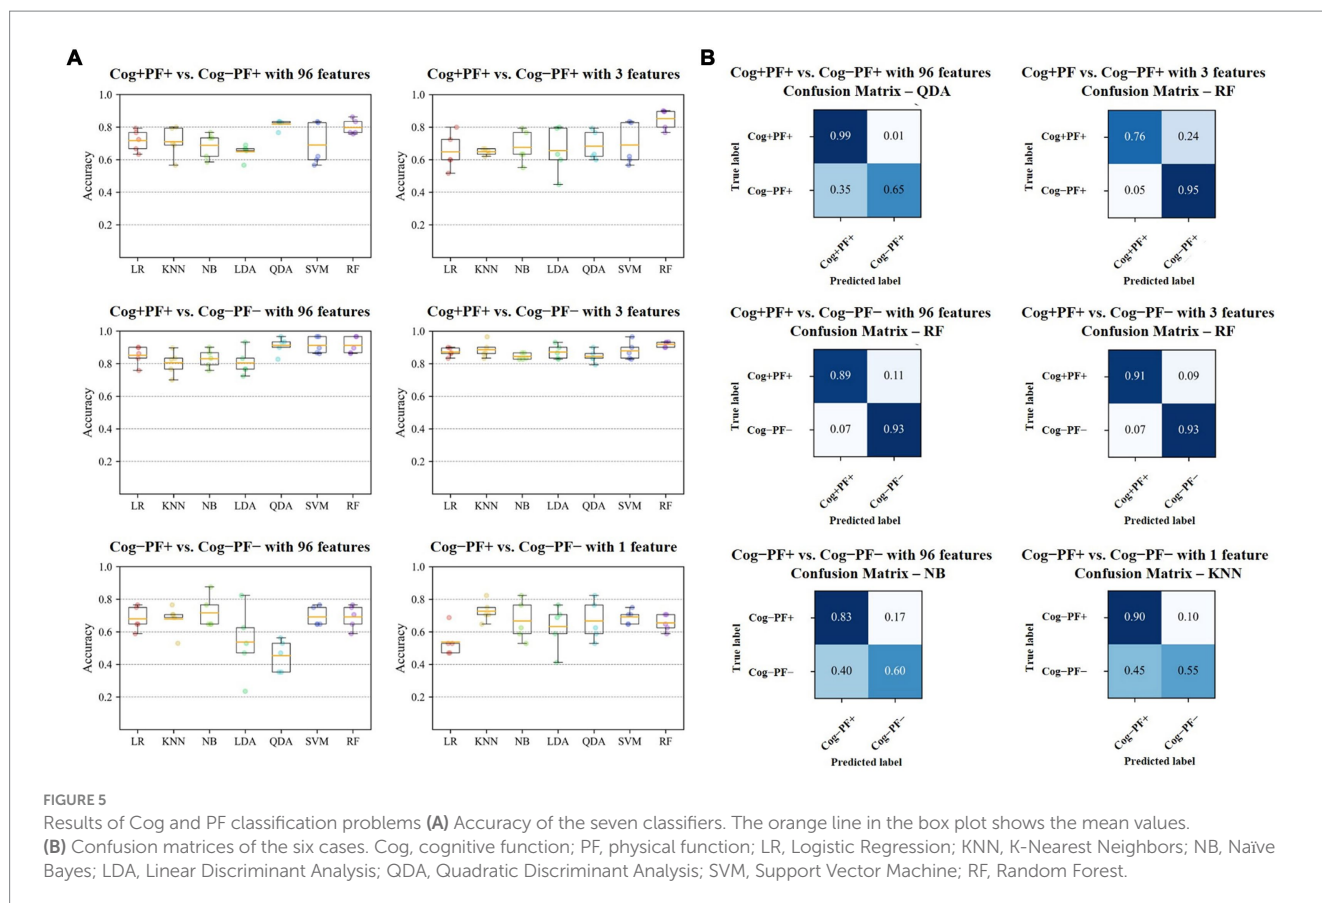 A
Cog+PF+ vs. Cog−PF+ with 96 features
Accuracy
1.0
0.8
0.6
0.4
0.2
LR KNN NB LDA QDA SVM RF
Cog+PF+ vs. Cog−PF+ with 3 features
Accuracy
1.0
0.8
0.6
0.4
0.2
LR KNN NB LDA QDA SVM RF
Cog+PF+ vs. Cog−PF− with 96 features
Accuracy
1.0
0.8
0.6
0.4
0.2
LR KNN NB LDA QDA SVM RF
Cog+PF+ vs. Cog−PF− with 3 features
Accuracy
1.0
0.8
0.6
0.4
0.2
LR KNN NB LDA QDA SVM RF
Cog−PF+ vs. Cog−PF− with 96 features
Accuracy
1.0
0.8
0.6
0.4
0.2
LR KNN NB LDA QDA SVM RF
Cog−PF+ vs. Cog−PF− with 1 feature
Accuracy
1.0
0.8
0.6
0.4
0.2
LR KNN NB LDA QDA SVM RF
B
Cog+PF+ vs. Cog−PF+ with 96 features
Confusion Matrix – QDA
True label
Cog+PF+ 0.99 0.01
Cog−PF+ 0.35 0.65
Cog+PF+ Cog−PF+
Predicted label
Cog+PF vs. Cog−PF+ with 3 features
Confusion Matrix – RF
True label
Cog+PF+ 0.76 0.24
Cog−PF+ 0.05 0.95
Cog+PF+ Cog−PF+
Predicted label
Cog+PF+ vs. Cog−PF− with 96 features
Confusion Matrix – RF
True label
Cog+PF+ 0.89 0.11
Cog−PF− 0.07 0.93
Cog+PF+ Cog−PF−
Predicted label
Cog+PF+ vs. Cog−PF− with 3 features
Confusion Matrix – RF
True label
Cog+PF+ 0.91 0.09
Cog−PF− 0.07 0.93
Cog+PF+ Cog−PF−
Predicted label
Cog−PF+ vs. Cog−PF− with 96 features
Confusion Matrix – NB
True label
Cog−PF+ 0.83 0.17
Cog−PF− 0.40 0.60
Cog−PF+ Cog−PF−
Predicted label
Cog−PF+ vs. Cog−PF− with 1 feature
Confusion Matrix – KNN
True label
Cog−PF+ 0.90 0.10
Cog−PF− 0.45 0.55
Cog−PF+ Cog−PF−
Predicted label
FIGURE 5
Results of Cog and PF classification problems (A) Accuracy of the seven classifiers. The orange line in the box plot shows the mean values.
(B) Confusion matrices of the six cases. Cog, cognitive function; PF, physical function; LR, Logistic Regression; KNN, K-Nearest Neighbors; NB, Naïve
Bayes; LDA, Linear Discriminant Analysis; QDA, Quadratic Discriminant Analysis; SVM, Support Vector Machine; RF, Random Forest.